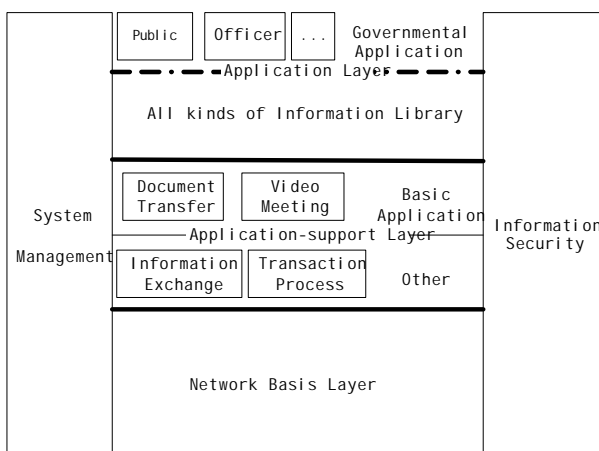 Public
Officer
...
Governmental
Application
Application Layer
All kinds of Information Library
Document
Transfer
Video
Meeting
Basic
Application
Application-support Layer
Information
Exchange
Transaction
Process
Other
Network Basis Layer
System
Management
Information
Security